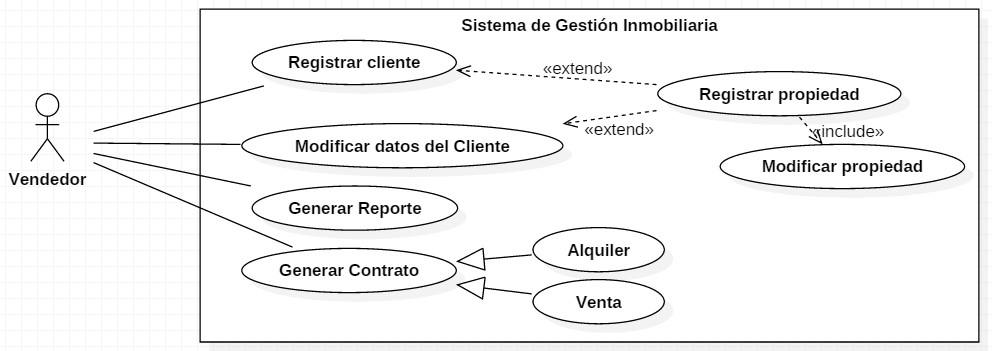 Sistema de Gestión Inmobiliaria
Registrar cliente
«extend»
Registrar propiedad
«extend»
«include»
Modificar datos del Cliente
Modificar propiedad
Vendedor
Generar Reporte
Alquiler
Generar Contrato
Venta